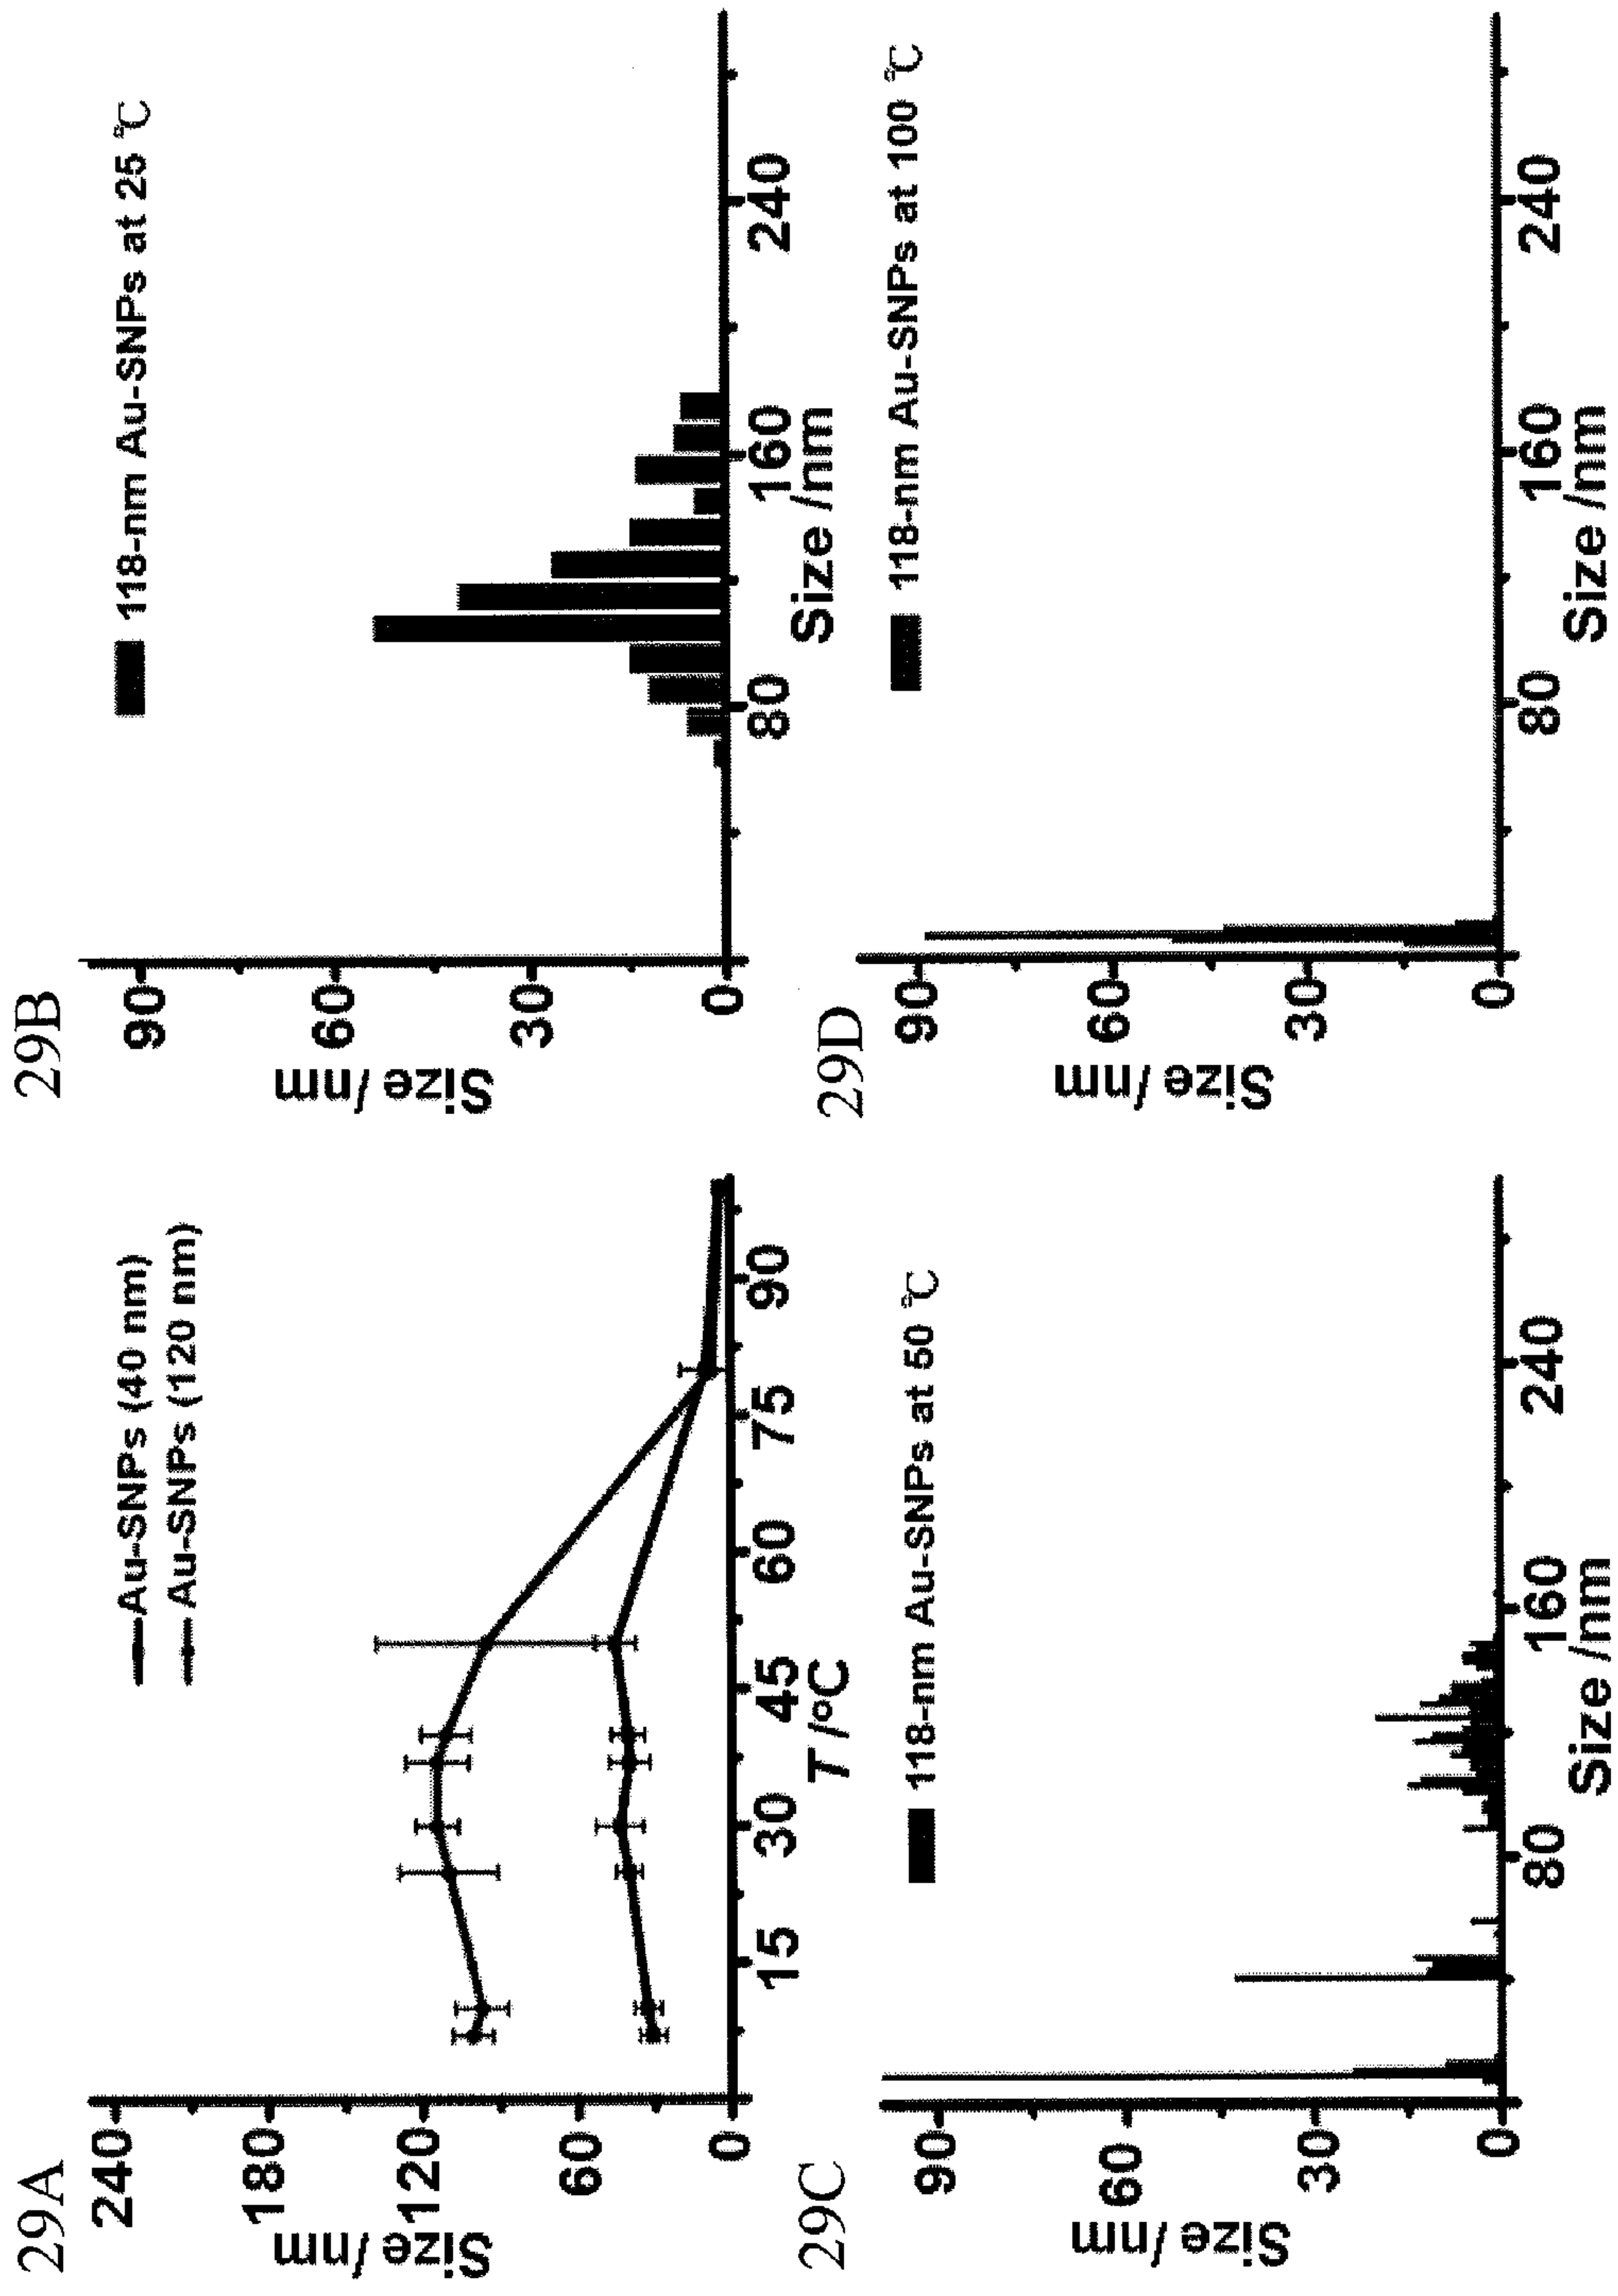 29A
Au-SNPs (40 nm)
Au-SNPs (120 nm)
240
180
120
60
0
Size /nm
15
30
45
60
75
90
T /°C
29B
118-nm Au-SNPs at 25 ℃
90
60
30
0
Size /nm
80
160
240
Size /nm
29C
118-nm Au-SNPs at 50 ℃
90
60
30
0
Size /nm
80
160
240
Size /nm
29D
118-nm Au-SNPs at 100 ℃
90
60
30
0
Size /nm
80
160
240
Size /nm